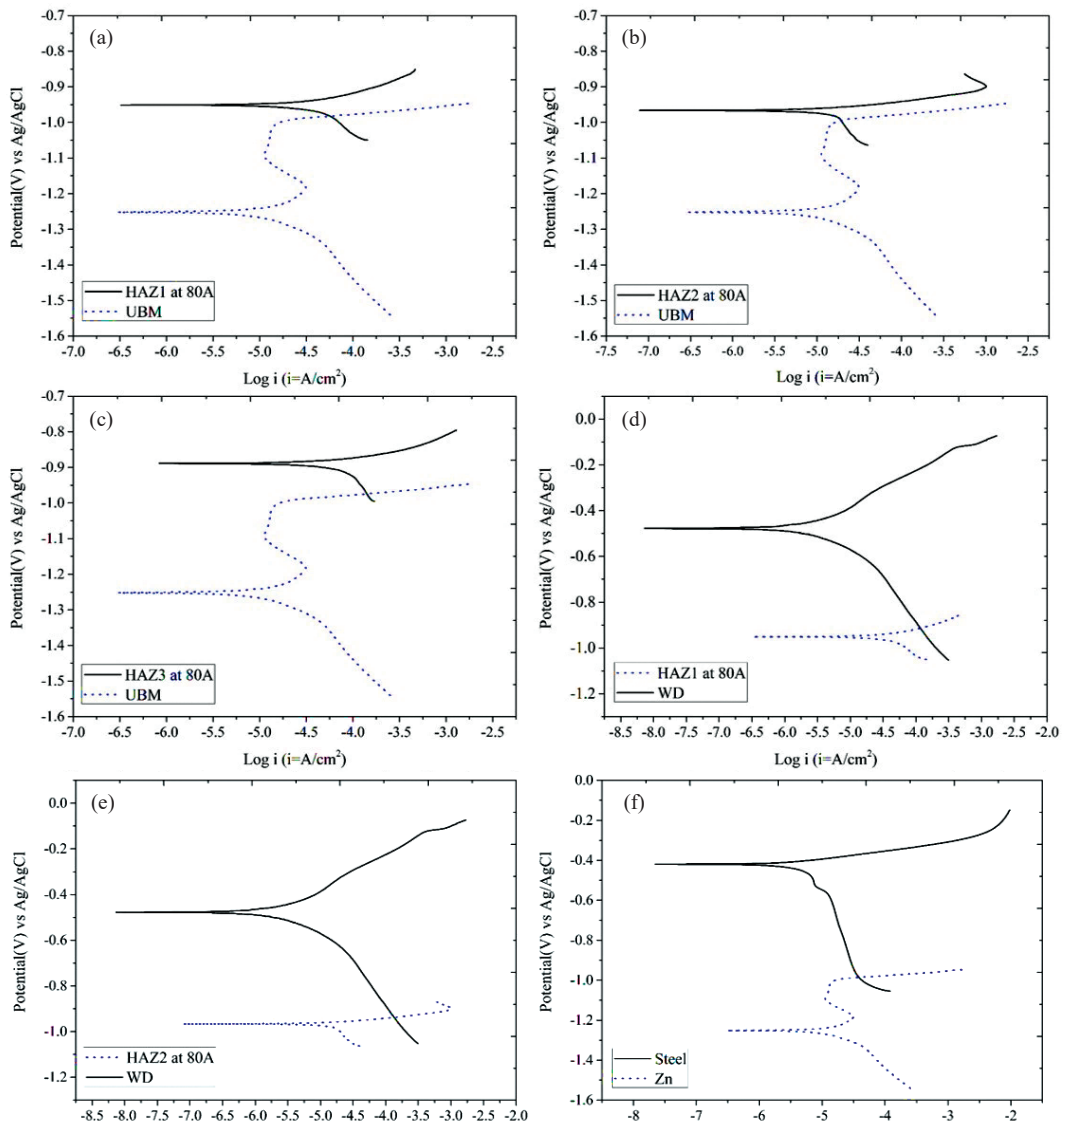 (a)
-0.7
-0.8
-0.9
-1.0
-1.1
-1.2
-1.3
-1.4
-1.5
-1.6
Potential(V) vs Ag/AgCl
HAZ1 at 80A
UBM
-7.0 -6.5 -6.0 -5.5 -5.0 -4.5 -4.0 -3.5 -3.0 -2.5
Log i (i=A/cm²)
(b)
-0.7
-0.8
-0.9
-1.0
-1.1
-1.2
-1.3
-1.4
-1.5
-1.6
Potential(V) vs Ag/AgCl
HAZ2 at 80A
UBM
-7.5 -7.0 -6.5 -6.0 -5.5 -5.0 -4.5 -4.0 -3.5 -3.0 -2.5
Log i (i=A/cm²)
(c)
-0.7
-0.8
-0.9
-1.0
-1.1
-1.2
-1.3
-1.4
-1.5
-1.6
Potential(V) vs Ag/AgCl
HAZ3 at 80A
UBM
-7.0 -6.5 -6.0 -5.5 -5.0 -4.5 -4.0 -3.5 -3.0 -2.5
Log i (i=A/cm²)
(d)
0.0
-0.2
-0.4
-0.6
-0.8
-1.0
-1.2
Potential(V) vs Ag/AgCl
HAZ1 at 80A
WD
-8.5 -8.0 -7.5 -7.0 -6.5 -6.0 -5.5 -5.0 -4.5 -4.0 -3.5 -3.0 -2.5 -2.0
Log i (i=A/cm²)
(e)
0.0
-0.2
-0.4
-0.6
-0.8
-1.0
-1.2
Potential(V) vs Ag/AgCl
HAZ2 at 80A
WD
-8.5 -8.0 -7.5 -7.0 -6.5 -6.0 -5.5 -5.0 -4.5 -4.0 -3.5 -3.0 -2.5 -2.0
(f)
0.0
-0.2
-0.4
-0.6
-0.8
-1.0
-1.2
-1.4
-1.6
Potential(V) vs Ag/AgCl
Steel
Zn
-8 -7 -6 -5 -4 -3 -2